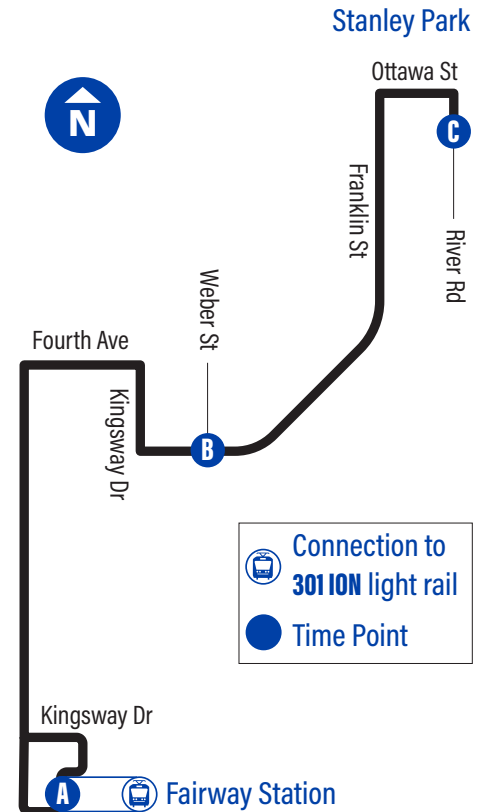 Stanley Park
Ottawa St
N
C
Franklin St
River Rd
Weber St
Fourth Ave
Kingsway Dr
B
Connection to
301 ION light rail
Time Point
Kingsway Dr
A
Fairway Station